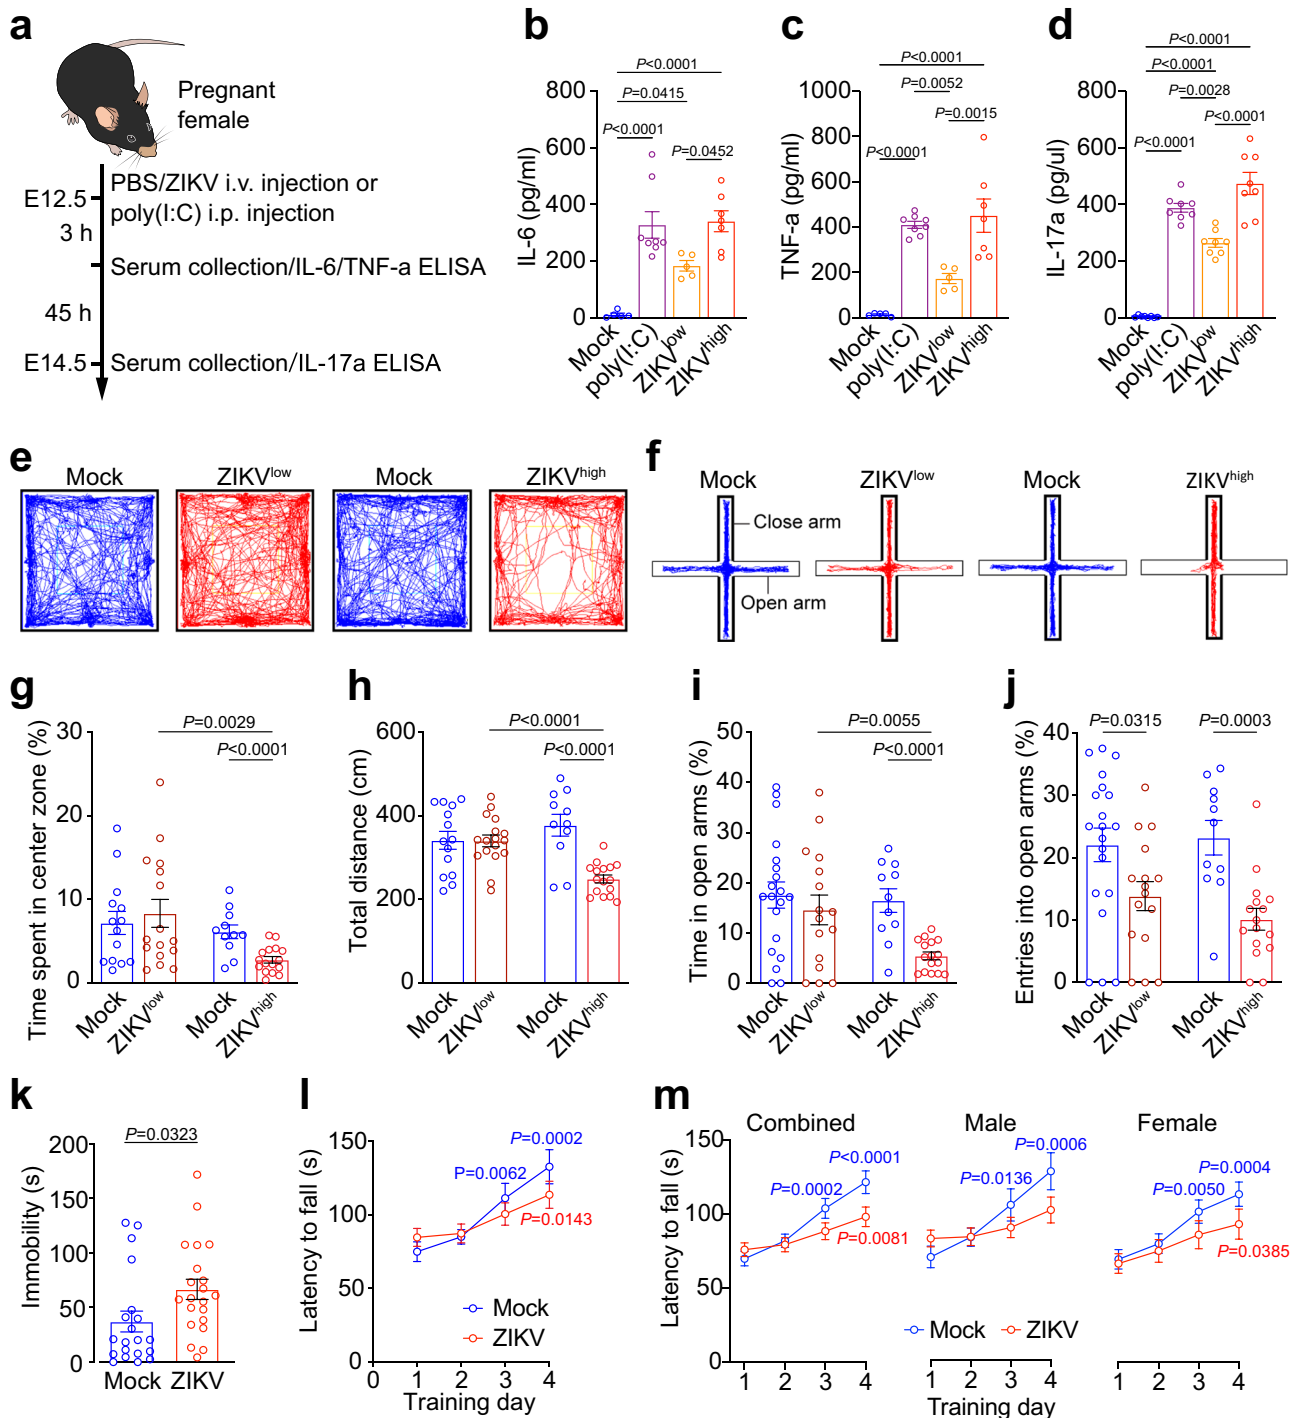 a
Pregnant
female
E12.5
PBS/ZIKV i.v. injection or
poly(I:C) i.p. injection
3 h
Serum collection/IL-6/TNF-a ELISA
45 h
E14.5
Serum collection/IL-17a ELISA
b
P<0.0001
P=0.0415
P<0.0001
P=0.0452
IL-6 (pg/ml)
800
600
400
200
0
Mock
poly(I:C)
ZIKVlow
ZIKVhigh
c
P<0.0001
P=0.0052
P=0.0015
P<0.0001
TNF-a (pg/ml)
1000
800
600
400
200
0
Mock
poly(I:C)
ZIKVlow
ZIKVhigh
d
P<0.0001
P<0.0001
P=0.0028
P<0.0001
P<0.0001
IL-17a (pg/ul)
800
600
400
200
0
Mock
poly(I:C)
ZIKVlow
ZIKVhigh
e
Mock
ZIKVlow
Mock
ZIKVhigh
f
Mock
ZIKVlow
Mock
ZIKVhigh
Close arm
Open arm
g
P=0.0029
P<0.0001
Time spent in center zone (%)
30
20
10
0
Mock
ZIKVlow
Mock
ZIKVhigh
h
P<0.0001
P<0.0001
Total distance (cm)
600
400
200
0
Mock
ZIKVlow
Mock
ZIKVhigh
i
P=0.0055
P<0.0001
Time in open arms (%)
50
40
30
20
10
0
Mock
ZIKVlow
Mock
ZIKVhigh
j
P=0.0315
P=0.0003
Entries into open arms (%)
40
30
20
10
0
Mock
ZIKVlow
Mock
ZIKVhigh
k
P=0.0323
Immobility (s)
200
150
100
50
0
Mock
ZIKV
l
P=0.0002
P=0.0062
P=0.0143
Latency to fall (s)
150
100
50
0
Mock
ZIKV
0 1 2 3 4
Training day
m
Combined
Male
Female
P<0.0001
P=0.0002
P=0.0081
P=0.0006
P=0.0136
P=0.0004
P=0.0050
P=0.0385
Latency to fall (s)
150
100
50
0
Mock
ZIKV
1 2 3 4
1 2 3 4
1 2 3 4
Training day